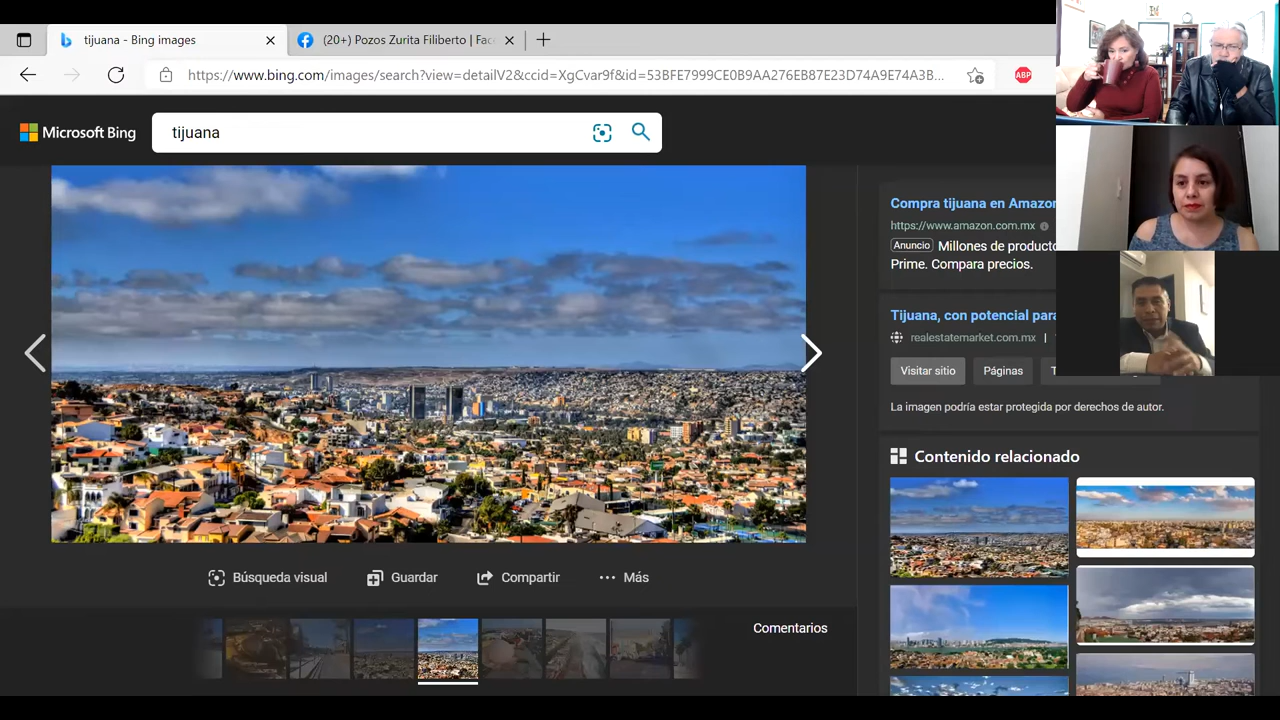 tijuana - Bing images
(20+) Pozos Zurita Filiberto | Fac
https://www.bing.com/images/search?view=detailV2&ccid=XgCvar9f&id=53BFE7999CE0B9AA276EB87E23D74A9E74A3B...
ABP
Microsoft Bing
tijuana
Compra tijuana en Amazon
https://www.amazon.com.mx
Anuncio Millones de producto
Prime. Compara precios.
Tijuana, con potencial para
realestatemarket.com.mx |
Visitar sitio
Páginas
La imagen podría estar protegida por derechos de autor.
Contenido relacionado
Búsqueda visual
Guardar
Compartir
Más
Comentarios